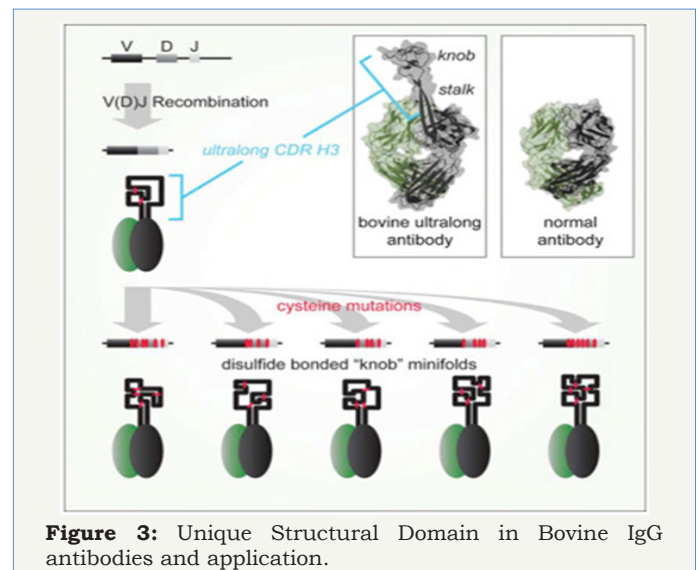 V D J
V(D)J Recombination
ultralong CDR H3
knob
stalk
bovine ultralong
antibody
normal
antibody
cysteine mutations
disulfide bonded "knob" minifolds
Figure 3: Unique Structural Domain in Bovine IgG
antibodies and application.